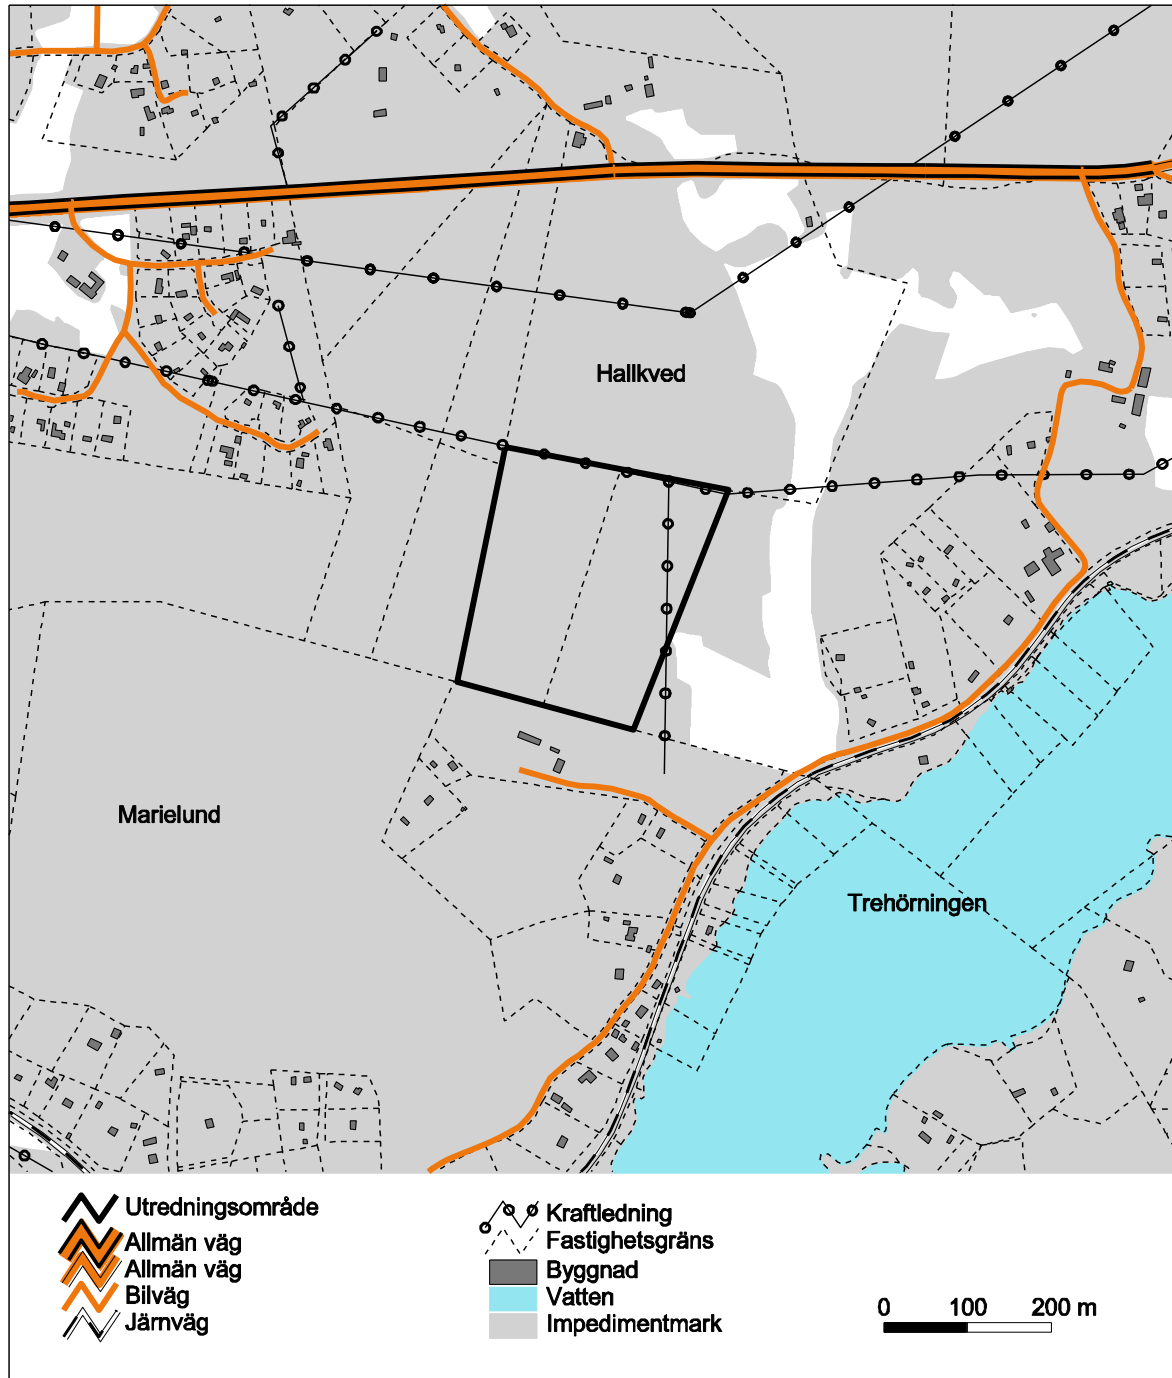 Hallkved
Marielund
Trehörningen
Utredningsområde
Allmän väg
Allmän väg
Bilväg
Järnväg
Kraftledning
Fastighetsgräns
Byggnad
Vatten
Impedimentmark
0 100 200 m